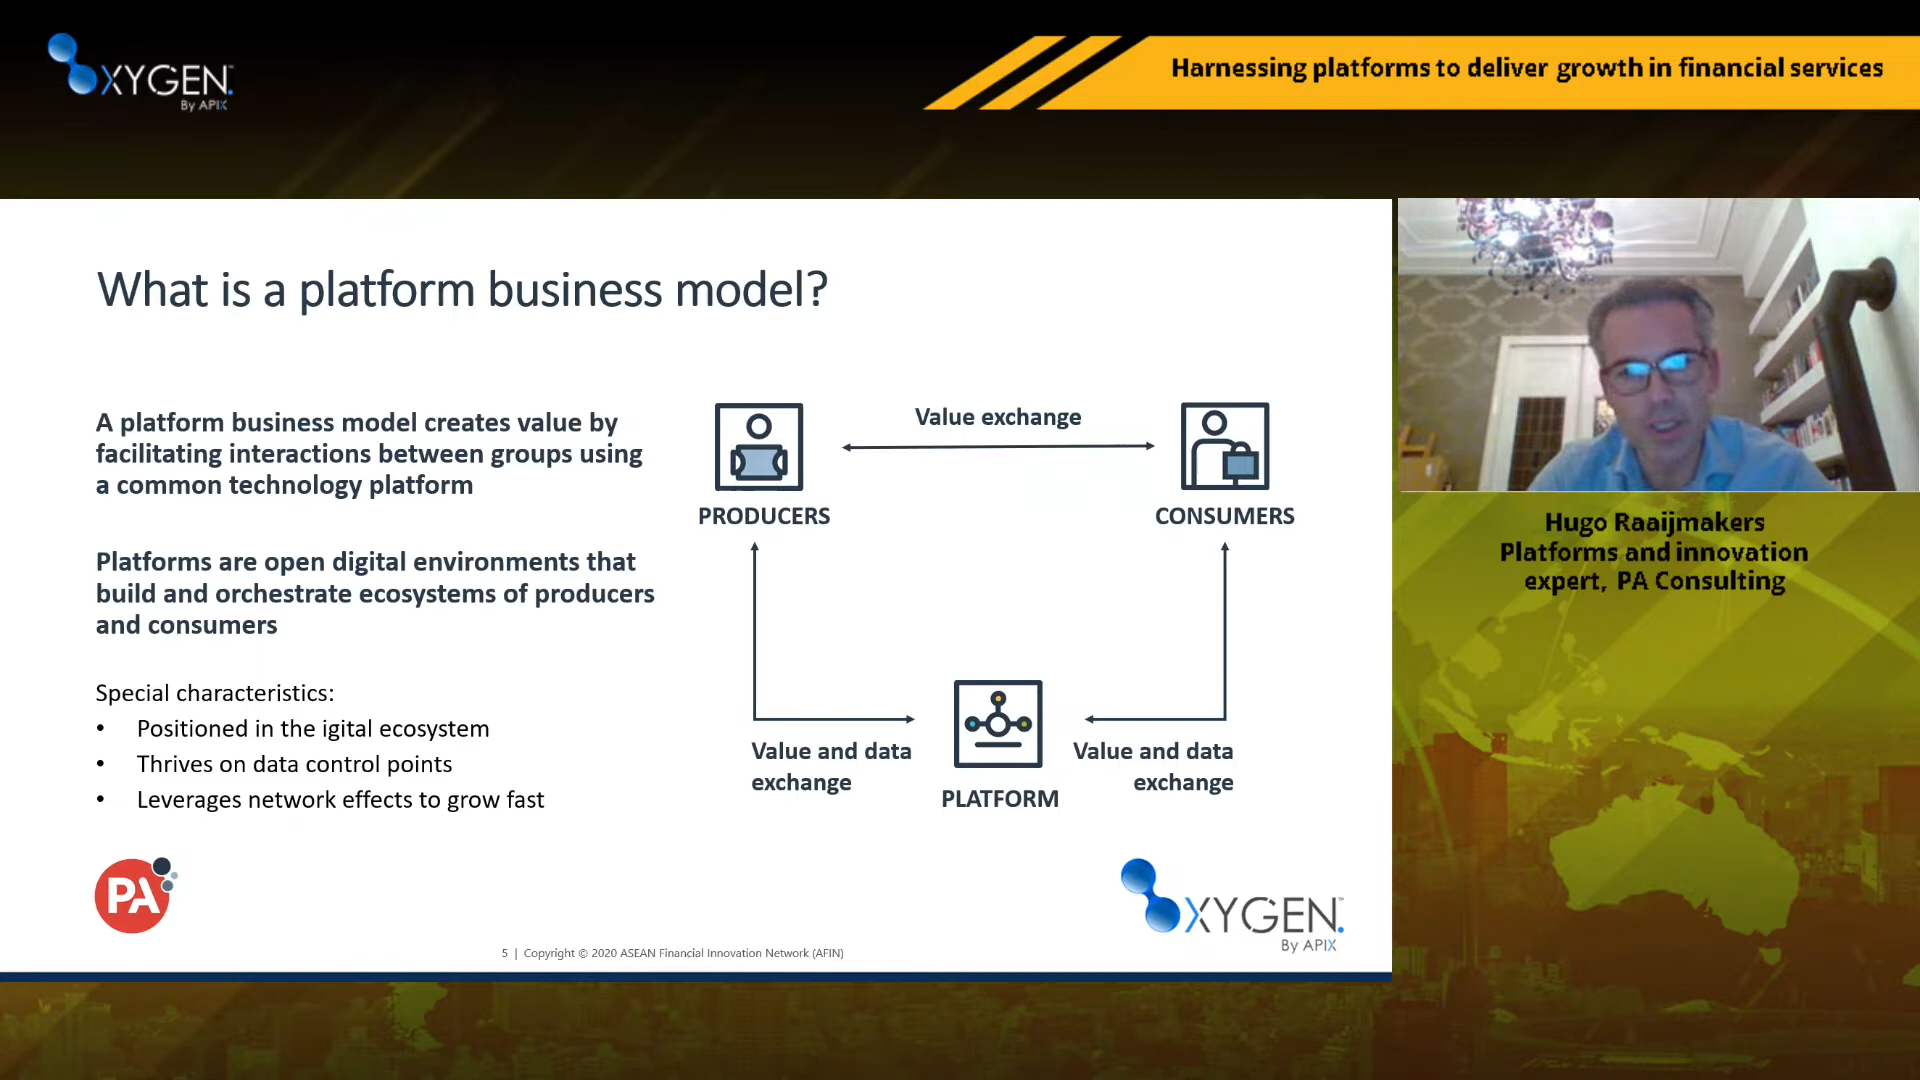 OXYGEN.
By APIX
Harnessing platforms to deliver growth in financial services
What is a platform business model?
A platform business model creates value by
facilitating interactions between groups using
a common technology platform
Platforms are open digital environments that
build and orchestrate ecosystems of producers
and consumers
Special characteristics:
• Positioned in the igital ecosystem
• Thrives on data control points
• Leverages network effects to grow fast
Value exchange
PRODUCERS
CONSUMERS
Value and data
exchange
Value and data
exchange
PLATFORM
Hugo Raaijmakers
Platforms and innovation
expert, PA Consulting
PA
OXYGEN.
By APIX
5 | Copyright © 2020 ASEAN Financial Innovation Network (AFIN)